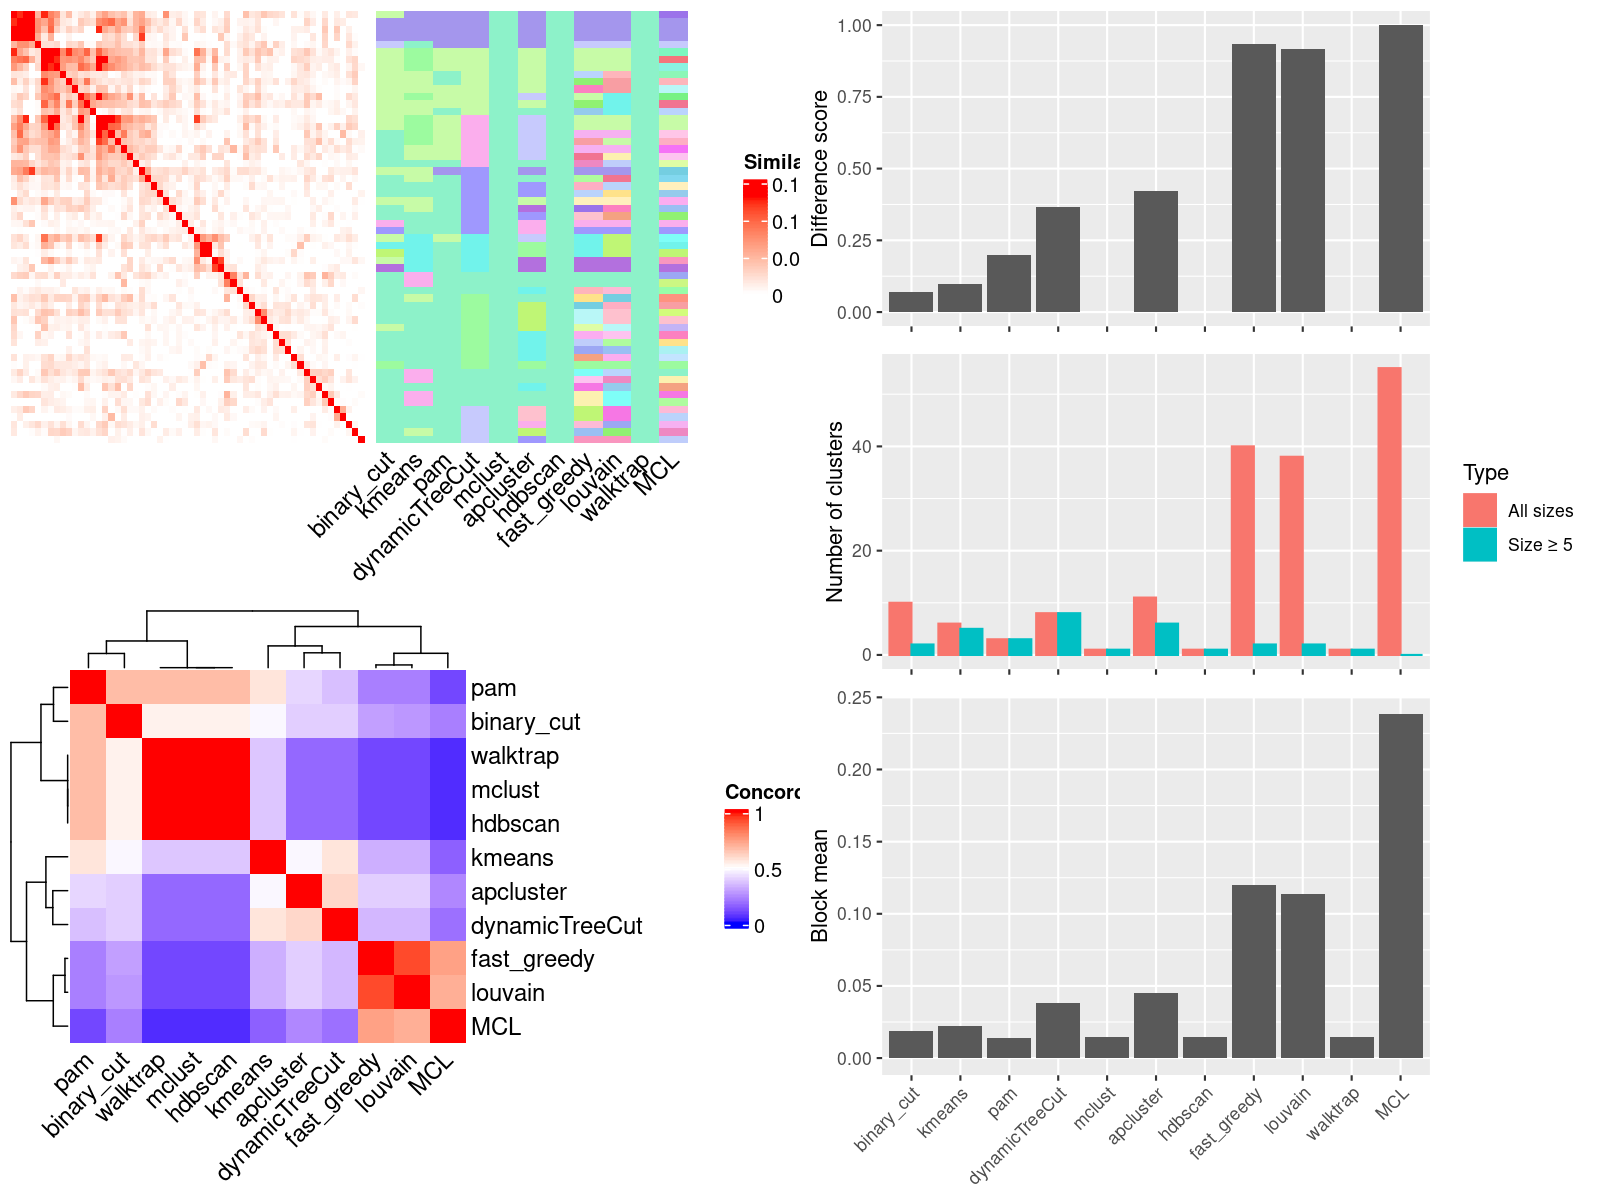 Simila
0.1
0.1
0.0
0
binary_cut
kmeans
pam
dynamicTreeCut
mclust
apcluster
hdbscan
fast_greedy
louvain
walktrap
MCL
pam
binary_cut
walktrap
mclust
hdbscan
kmeans
apcluster
dynamicTreeCut
fast_greedy
louvain
MCL
pam
binary_cut
walktrap
mclust
hdbscan
kmeans
apcluster
dynamicTreeCut
fast_greedy
louvain
MCL
Concord
1
0.5
0
Difference score
1.00
0.75
0.50
0.25
0.00
Number of clusters
40
20
0
Type
All sizes
Size ≥ 5
Block mean
0.25
0.20
0.15
0.10
0.05
0.00
binary_cut
kmeans
pam
dynamicTreeCut
mclust
apcluster
hdbscan
fast_greedy
louvain
walktrap
MCL